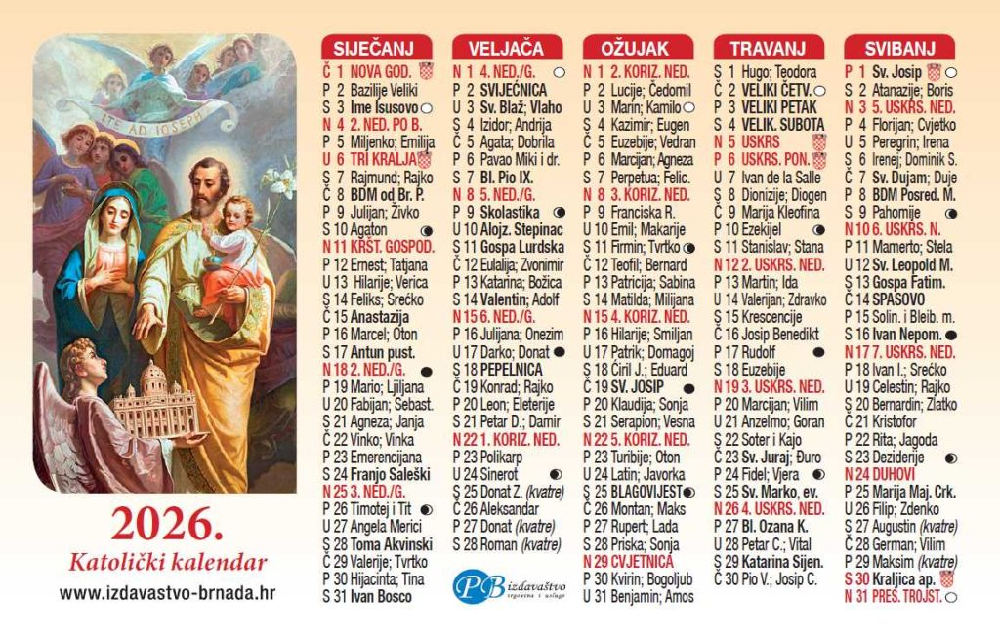 ITE AD IOSEPH
2026.
Katolički kalendar
www.izdavastvo-brnada.hr
SIJEČANJ
Č 1 NOVA GOD.
P 2 Bazilije Veliki
S 3 Ime Isusovo
N 4 2. NED. PO B.
P 5 Miljenko; Emilija
U 6 TRI KRALJA
S 7 Rajmund; Rajko
Č 8 BDM od Br. P.
P 9 Julijan; Živko
S 10 Agaton
N 11 KRŠT. GOSPOD.
P 12 Ernest; Tatjana
U 13 Hilarije; Verica
S 14 Feliks; Srećko
Č 15 Anastazija
P 16 Marcel; Oton
S 17 Antun pust.
N 18 2. NED./G.
P 19 Mario; Ljiljana
U 20 Fabijan; Sebast.
S 21 Agneza; Janja
Č 22 Vinko; Vinka
P 23 Emerencijana
S 24 Franjo Saleški
N 25 3. NED./G.
P 26 Timotej i Tit
U 27 Angela Merici
S 28 Toma Akvinski
Č 29 Valerije; Tvrtko
P 30 Hijacinta; Tina
S 31 Ivan Bosco
VELJAČA
N 1 4. NED./G.
P 2 SVIJEĆNICA
U 3 Sv. Blaž; Vlaho
S 4 Izidor; Andrija
Č 5 Agata; Dobrila
P 6 Pavao Miki i dr.
S 7 Bl. Pio IX.
N 8 5. NED./G.
P 9 Skolastika
U 10 Alojz. Stepinac
S 11 Gospa Lurdska
Č 12 Eulalija; Zvonimir
P 13 Katarina; Božica
S 14 Valentin; Adolf
N 15 6. NED./G.
P 16 Julijana; Onezim
U 17 Darko; Donat
S 18 PEPELNICA
Č 19 Konrad; Rajko
P 20 Leon; Eleterije
S 21 Petar D.; Damir
N 22 1. KORIZ. NED.
P 23 Polikarp
U 24 Sinerot
S 25 Donat Z. (kvatre)
Č 26 Aleksandar
P 27 Donat (kvatre)
S 28 Roman (kvatre)
PB izdavaštvo
trgovina i usluge
OŽUJAK
N 1 2. KORIZ. NED.
P 2 Lucije; Čedomil
U 3 Marin; Kamilo
S 4 Kazimir; Eugen
Č 5 Euzebije; Vedran
P 6 Marcijan; Agneza
S 7 Perpetua; Felic.
N 8 3. KORIZ. NED.
P 9 Franciska R.
U 10 Emil; Makarije
S 11 Firmin; Tvrtko
Č 12 Teofil; Bernard
P 13 Patricija; Sabina
S 14 Matilda; Milijana
N 15 4. KORIZ. NED.
P 16 Hilarije; Smiljan
U 17 Patrik; Domagoj
S 18 Ćiril J.; Eduard
Č 19 SV. JOSIP
P 20 Klaudija; Sonja
S 21 Serapion; Vesna
N 22 5. KORIZ. NED.
P 23 Turibije; Oton
U 24 Latin; Javorka
S 25 BLAGOVIJEST
Č 26 Montan; Maks
P 27 Rupert; Lada
S 28 Priska; Sonja
N 29 CVJETNICA
P 30 Kvirin; Bogoljub
U 31 Benjamin; Amos
TRAVANJ
S 1 Hugo; Teodora
Č 2 VELIKI ČETV.
P 3 VELIKI PETAK
S 4 VELIK. SUBOTA
N 5 USKRS
P 6 USKRS. PON.
U 7 Ivan de la Salle
S 8 Dionizije; Diogen
Č 9 Marija Kleofina
P 10 Ezekijel
S 11 Stanislav; Stana
N 12 2. USKRS. NED.
P 13 Martin; Ida
U 14 Valerijan; Zdravko
S 15 Krescencije
Č 16 Josip Benedikt
P 17 Rudolf
S 18 Euzebije
N 19 3. USKRS. NED.
P 20 Marcijan; Vilim
U 21 Anzelmo; Goran
S 22 Soter i Kajo
Č 23 Sv. Juraj; Đuro
P 24 Fidel; Vjera
S 25 Sv. Marko, ev.
N 26 4. USKRS. NED.
P 27 Bl. Ozana K.
U 28 Petar C.; Vital
S 29 Katarina Sijen.
Č 30 Pio V.; Josip C.
SVIBANJ
P 1 Sv. Josip
S 2 Atanazije; Boris
N 3 5. USKRS. NED.
P 4 Florijan; Cvjetko
U 5 Peregrin; Irena
S 6 Irenej; Dominik S.
Č 7 Sv. Dujam; Duje
P 8 BDM Posred. M.
S 9 Pahomije
N 10 6. USKRS. N.
P 11 Mamerto; Stela
U 12 Sv. Leopold M.
S 13 Gospa Fatim.
Č 14 SPASOVO
P 15 Solin. i Bleib. m.
S 16 Ivan Nepom.
N 17 7. USKRS. NED.
P 18 Ivan I.; Srećko
U 19 Celestin; Rajko
S 20 Bernardin; Zlatko
Č 21 Kristofor
P 22 Rita; Jagoda
S 23 Deziderije
N 24 DUHOVI
P 25 Marija Maj. Crk.
U 26 Filip; Zdenko
S 27 Augustin (kvatre)
Č 28 German; Vilim
P 29 Maksim (kvatre)
S 30 Kraljica ap.
N 31 PRES. TROJST.